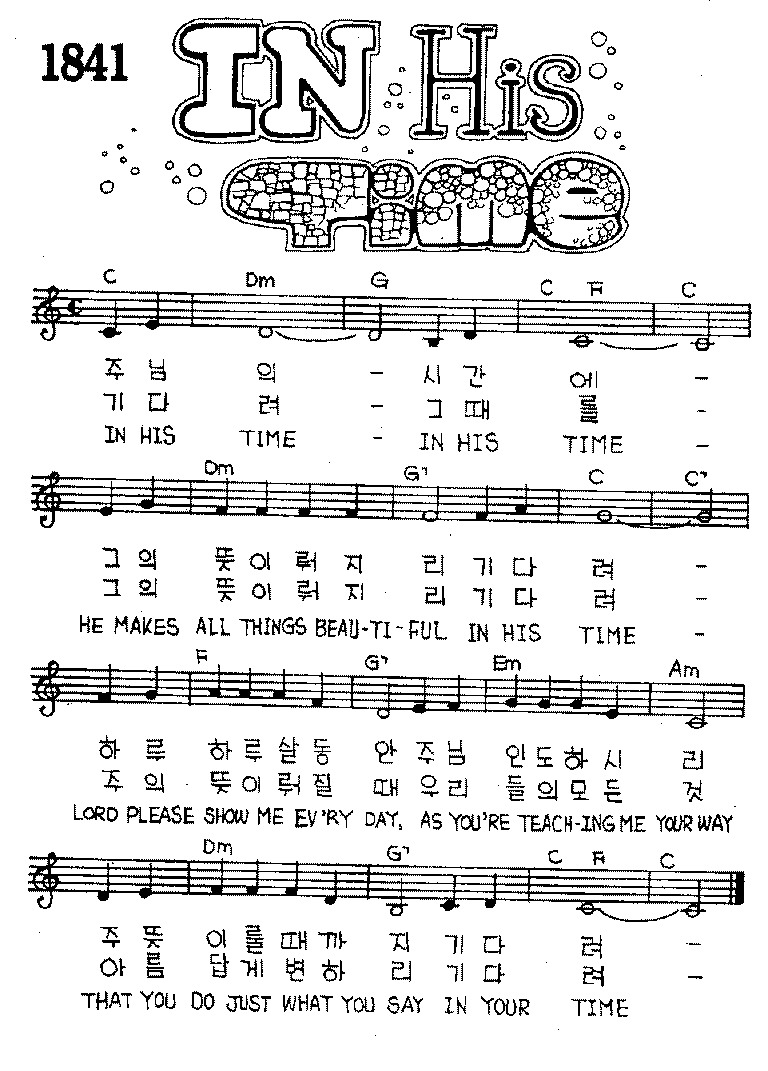 1841
IN His
Time
C Dm G C F C
주 님 의 - 시 간 에 -
기 다 려 - 그 때 를 -
IN HIS TIME - IN HIS TIME -
Dm G7 C C7
그 의 뜻 이 뤄 지 리 기 다 려 -
그 의 뜻 이 뤄 지 리 기 다 려 -
HE MAKES ALL THINGS BEAU-TI-FUL IN HIS TIME -
F G7 Em Am
하 루 하 루 살 동 안 주 님 인 도 하 시 리
주 의 뜻 이 뤄 질 때 우 리 들 의 모 든 것
LORD PLEASE SHOW ME EV'RY DAY, AS YOU'RE TEACH-ING ME YOUR WAY
Dm G7 C F C
주 뜻 이 룰 때 까 지 기 다 려 -
아 름 답 게 변 하 리 기 다 려 -
THAT YOU DO JUST WHAT YOU SAY IN YOUR TIME